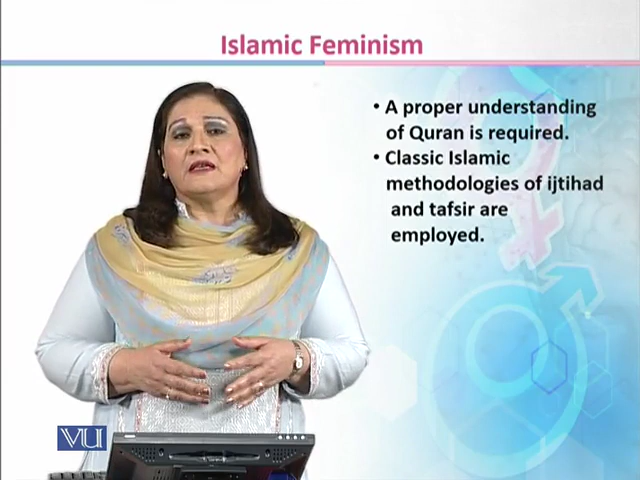 Islamic Feminism
• A proper understanding
of Quran is required.
• Classic Islamic
methodologies of ijtihad
and tafsir are
employed.
VU